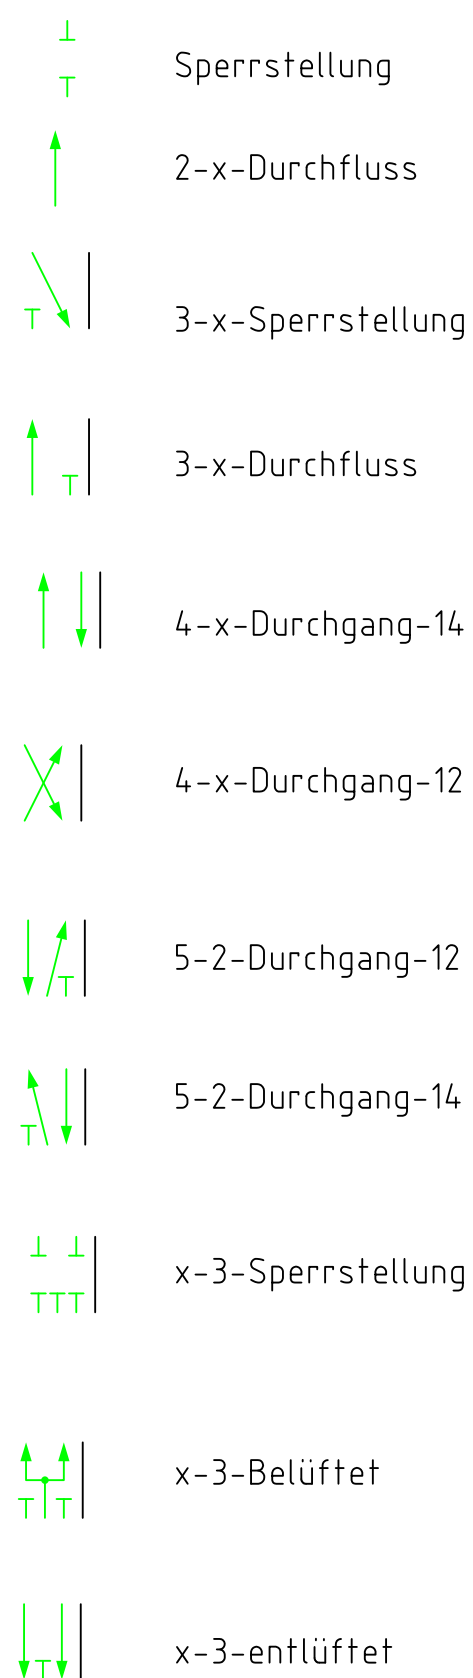 Sperrstellung
2-x-Durchfluss
3-x-Sperrstellung
3-x-Durchfluss
4-x-Durchgang-14
4-x-Durchgang-12
5-2-Durchgang-12
5-2-Durchgang-14
x-3-Sperrstellung
x-3-Belüftet
x-3-entlüftet